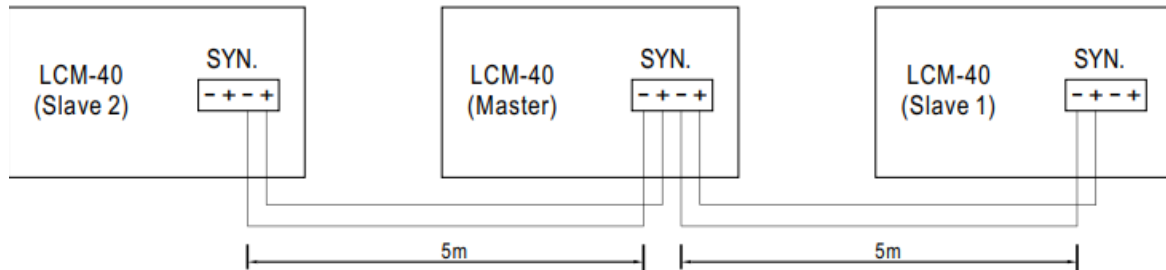 LCM-40
(Slave 2)
SYN.
- + - +
LCM-40
(Master)
SYN.
- + - +
LCM-40
(Slave 1)
SYN.
- + - +
5m
5m